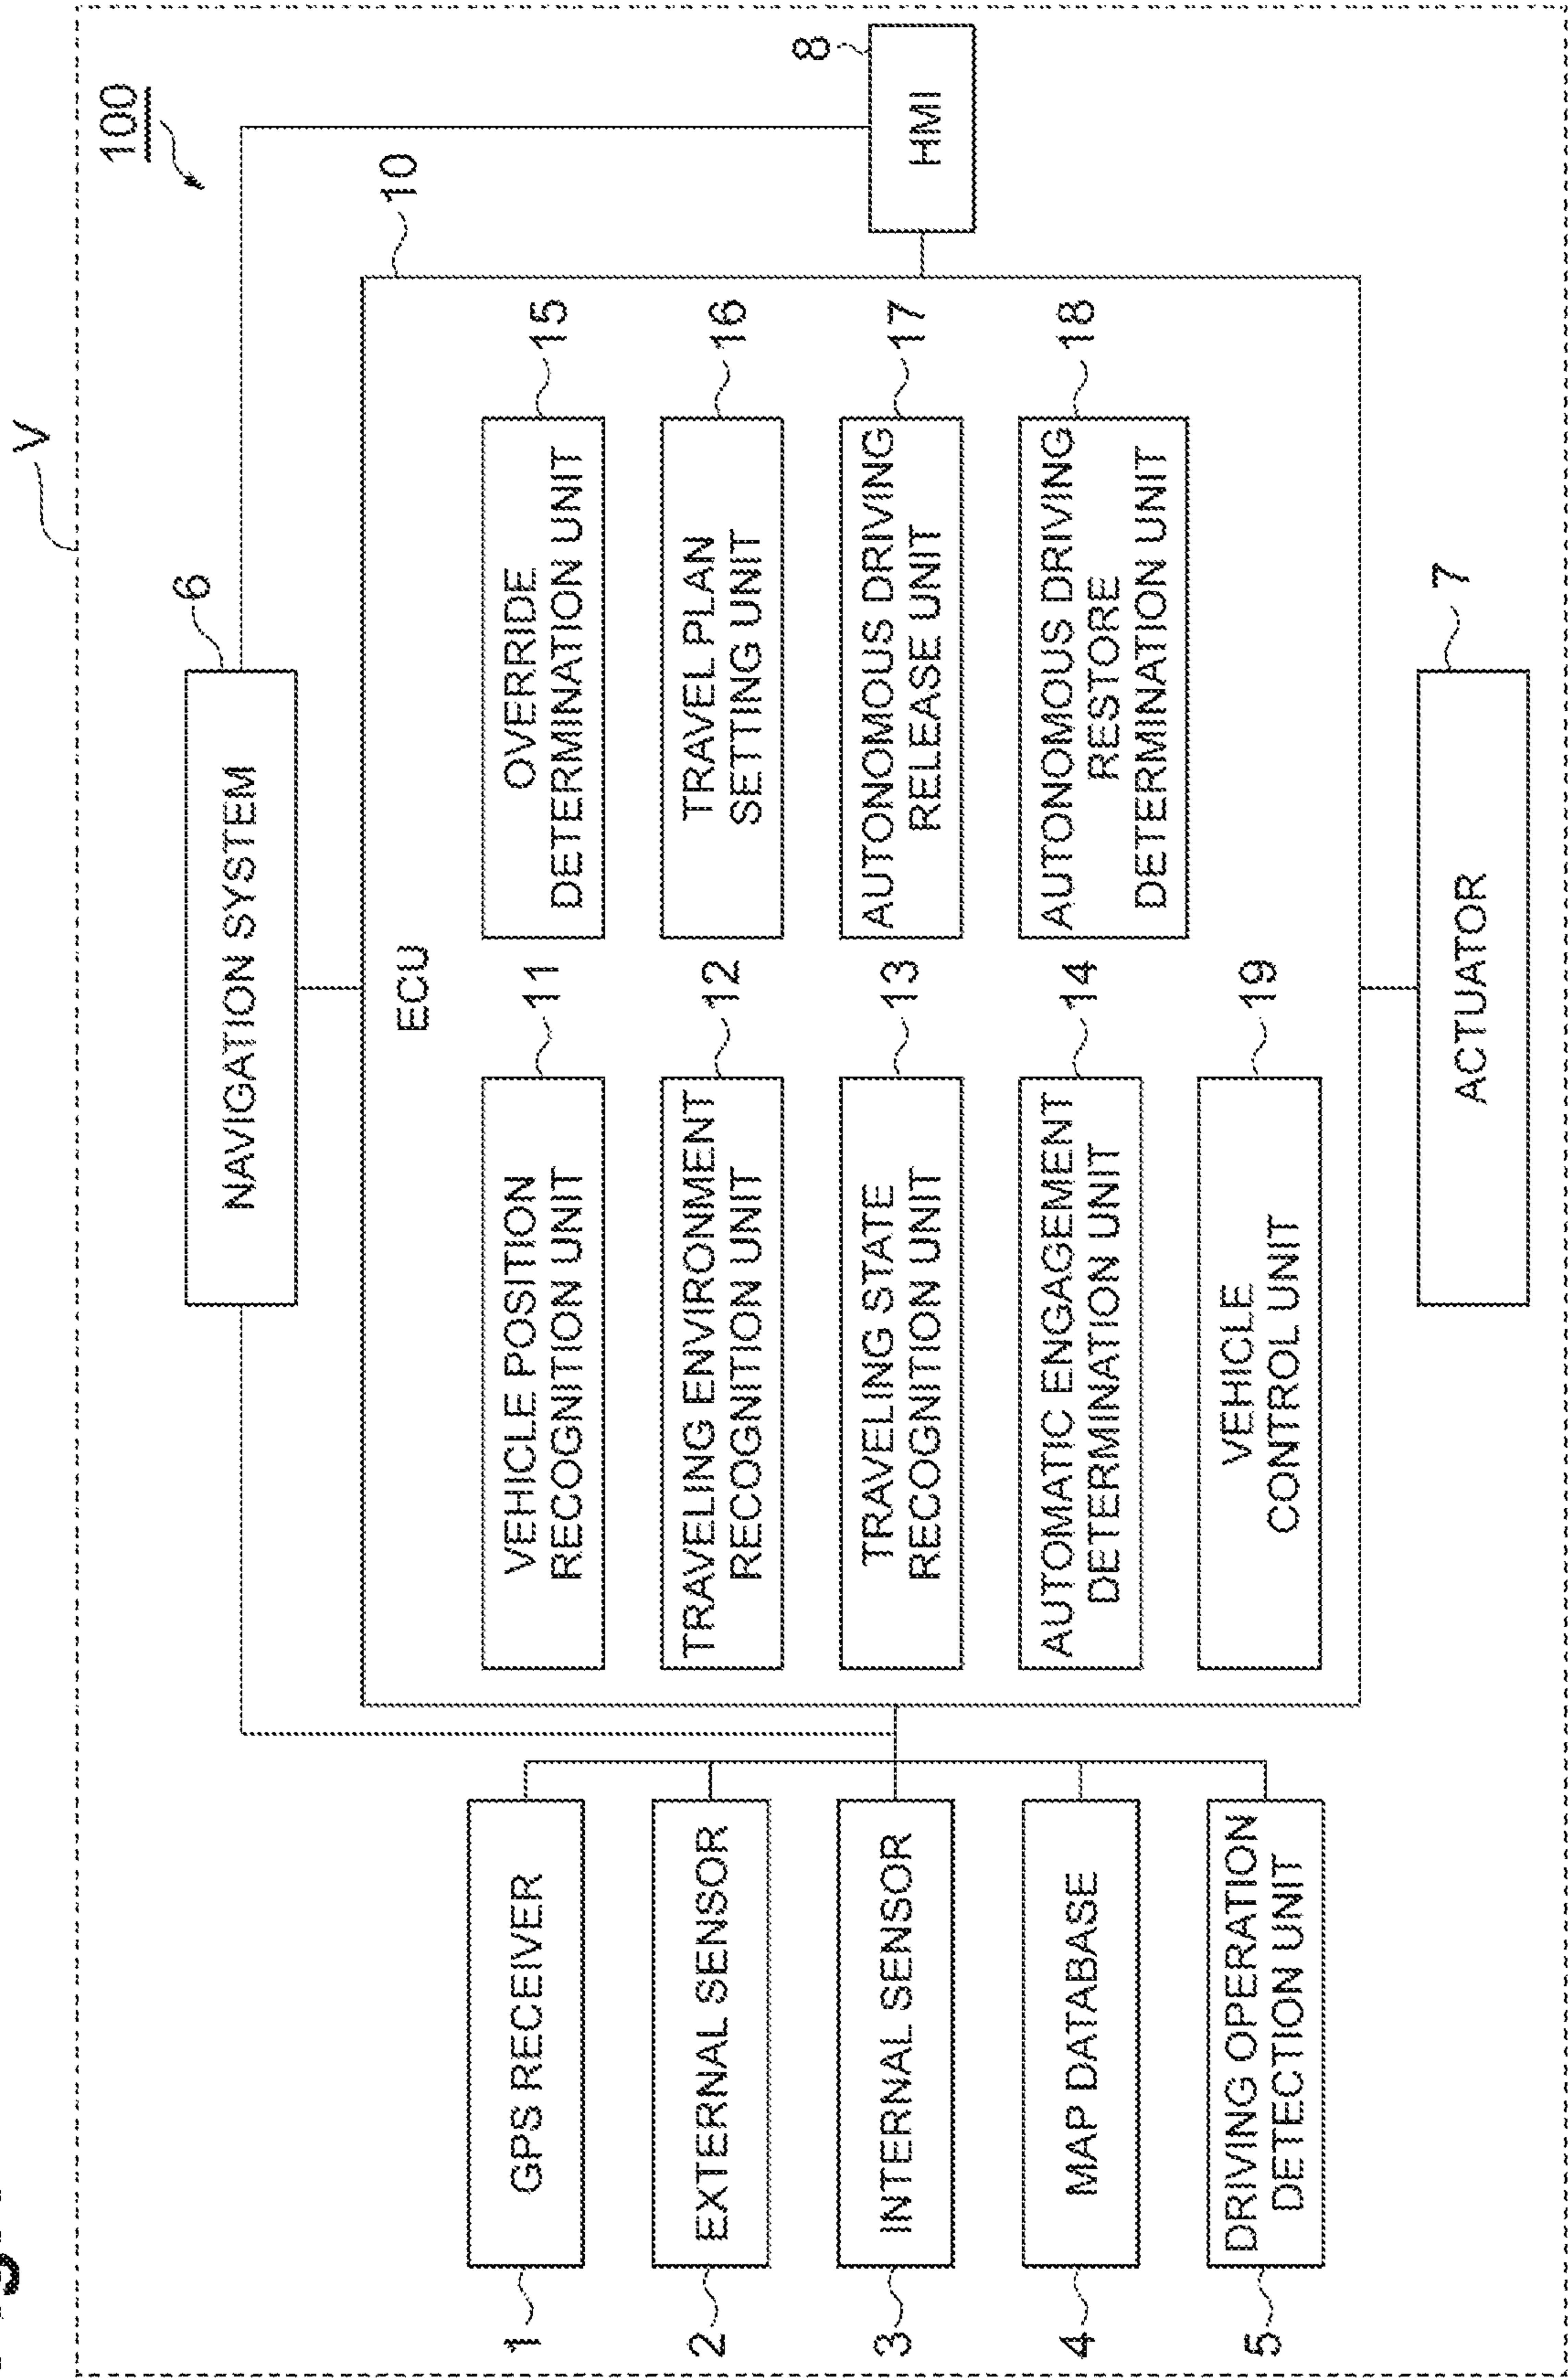 V
100
NAVIGATION SYSTEM
6
8
HMI
10
ECU
1
GPS RECEIVER
2
EXTERNAL SENSOR
3
INTERNAL SENSOR
4
MAP DATABASE
5
DRIVING OPERATION
DETECTION UNIT
VEHICLE POSITION
RECOGNITION UNIT
11
TRAVELING ENVIRONMENT
RECOGNITION UNIT
12
TRAVELING STATE
RECOGNITION UNIT
13
AUTOMATIC ENGAGEMENT
DETERMINATION UNIT
14
VEHICLE
CONTROL UNIT
19
OVERRIDE
DETERMINATION UNIT
15
TRAVEL PLAN
SETTING UNIT
16
AUTONOMOUS DRIVING
RELEASE UNIT
17
AUTONOMOUS DRIVING
RESTORE
DETERMINATION UNIT
18
ACTUATOR
7